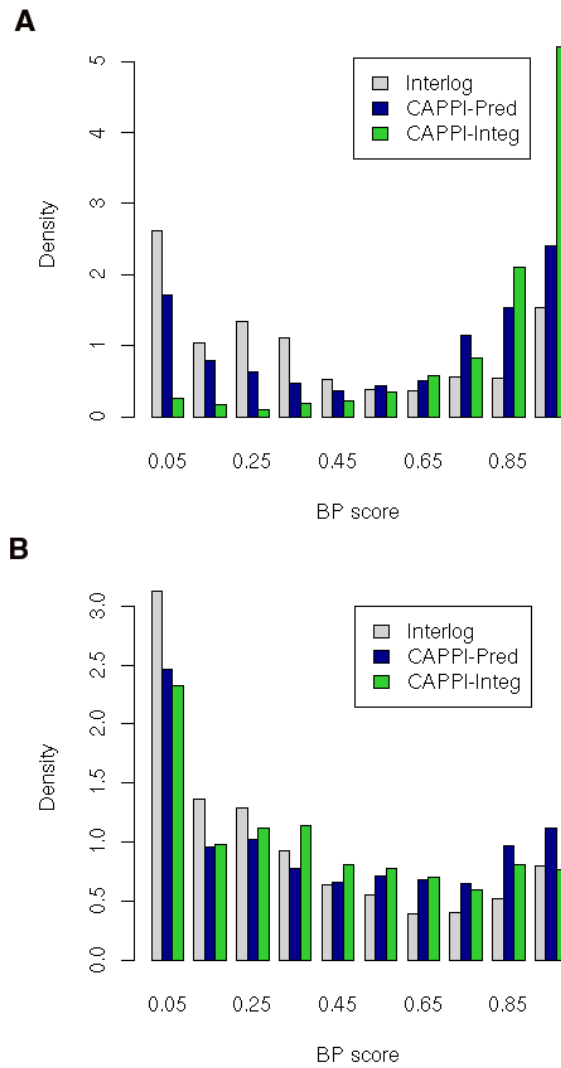 A
Interlog
CAPPI-Pred
CAPPI-Integ
Density
5
4
3
2
1
0
0.05 0.25 0.45 0.65 0.85
BP score
B
Interlog
CAPPI-Pred
CAPPI-Integ
Density
3.0
2.5
2.0
1.5
1.0
0.5
0.0
0.05 0.25 0.45 0.65 0.85
BP score